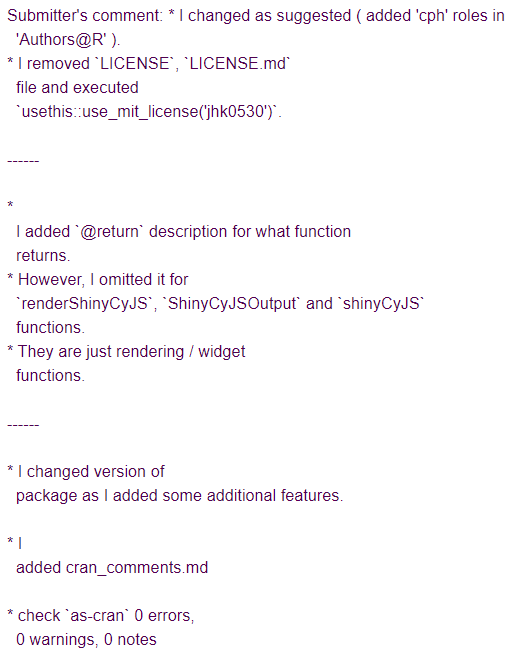 Submitter's comment: * I changed as suggested ( added 'cph' roles in
'Authors@R' ).
* I removed `LICENSE`, `LICENSE.md`
file and executed
`usethis::use_mit_license('jhk0530')`.
------
*
I added `@return` description for what function
returns.
* However, I omitted it for
`renderShinyCyJS`, `ShinyCyJSOutput` and `shinyCyJS`
functions.
* They are just rendering / widget
functions.
------
* I changed version of
package as I added some additional features.
* I
added cran_comments.md
* check `as-cran` 0 errors,
0 warnings, 0 notes